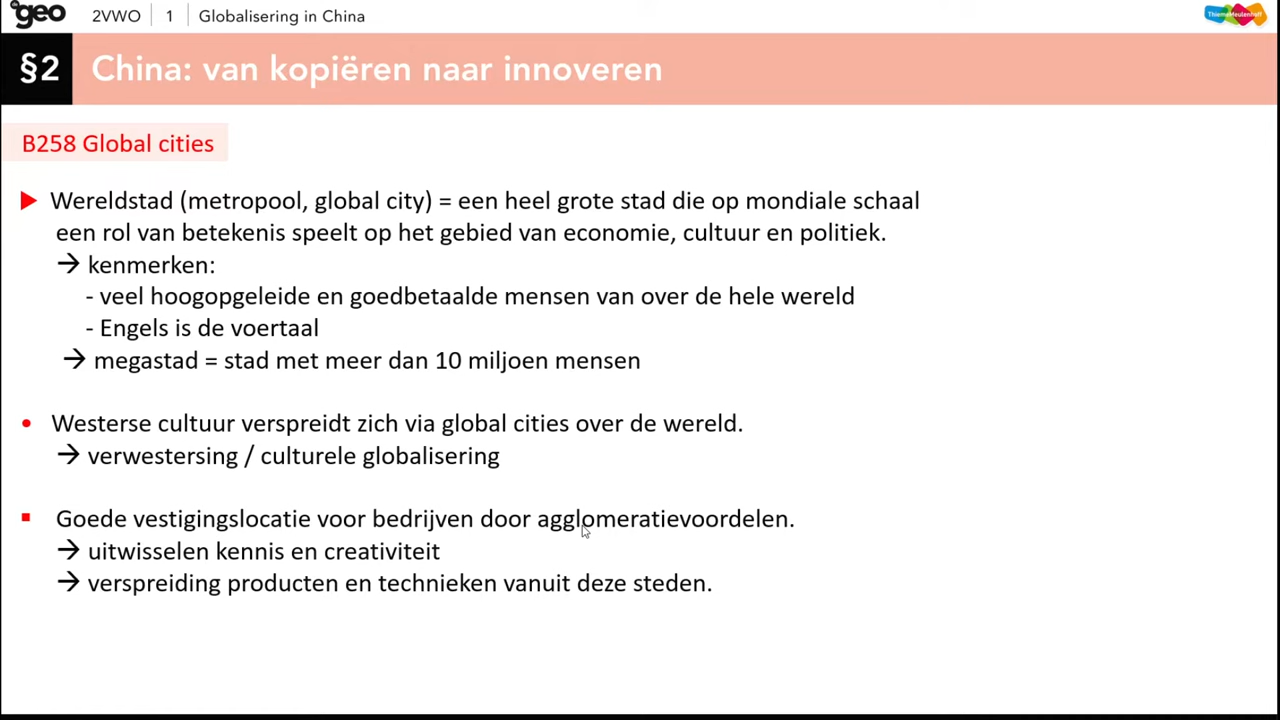 geo 2VWO 1 Globalisering in China ThiemeMeulenhoff
§2 China: van kopiëren naar innoveren
B258 Global cities
Wereldstad (metropool, global city) = een heel grote stad die op mondiale schaal
een rol van betekenis speelt op het gebied van economie, cultuur en politiek.
→ kenmerken:
- veel hoogopgeleide en goedbetaalde mensen van over de hele wereld
- Engels is de voertaal
→ megastad = stad met meer dan 10 miljoen mensen
• Westerse cultuur verspreidt zich via global cities over de wereld.
→ verwestersing / culturele globalisering
▪ Goede vestigingslocatie voor bedrijven door agglomeratievoordelen.
→ uitwisselen kennis en creativiteit
→ verspreiding producten en technieken vanuit deze steden.